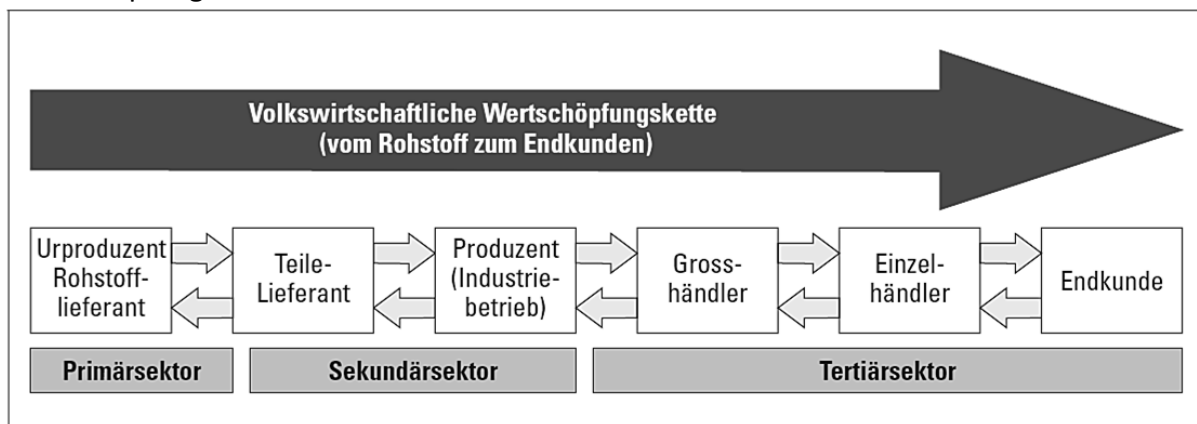 Volkswirtschaftliche Wertschöpfungskette
(vom Rohstoff zum Endkunden)
Urproduzent
Rohstoff-
lieferant
Teile-
Lieferant
Produzent
(Industrie-
betrieb)
Gross-
händler
Einzel-
händler
Endkunde
Primärsektor
Sekundärsektor
Tertiärsektor